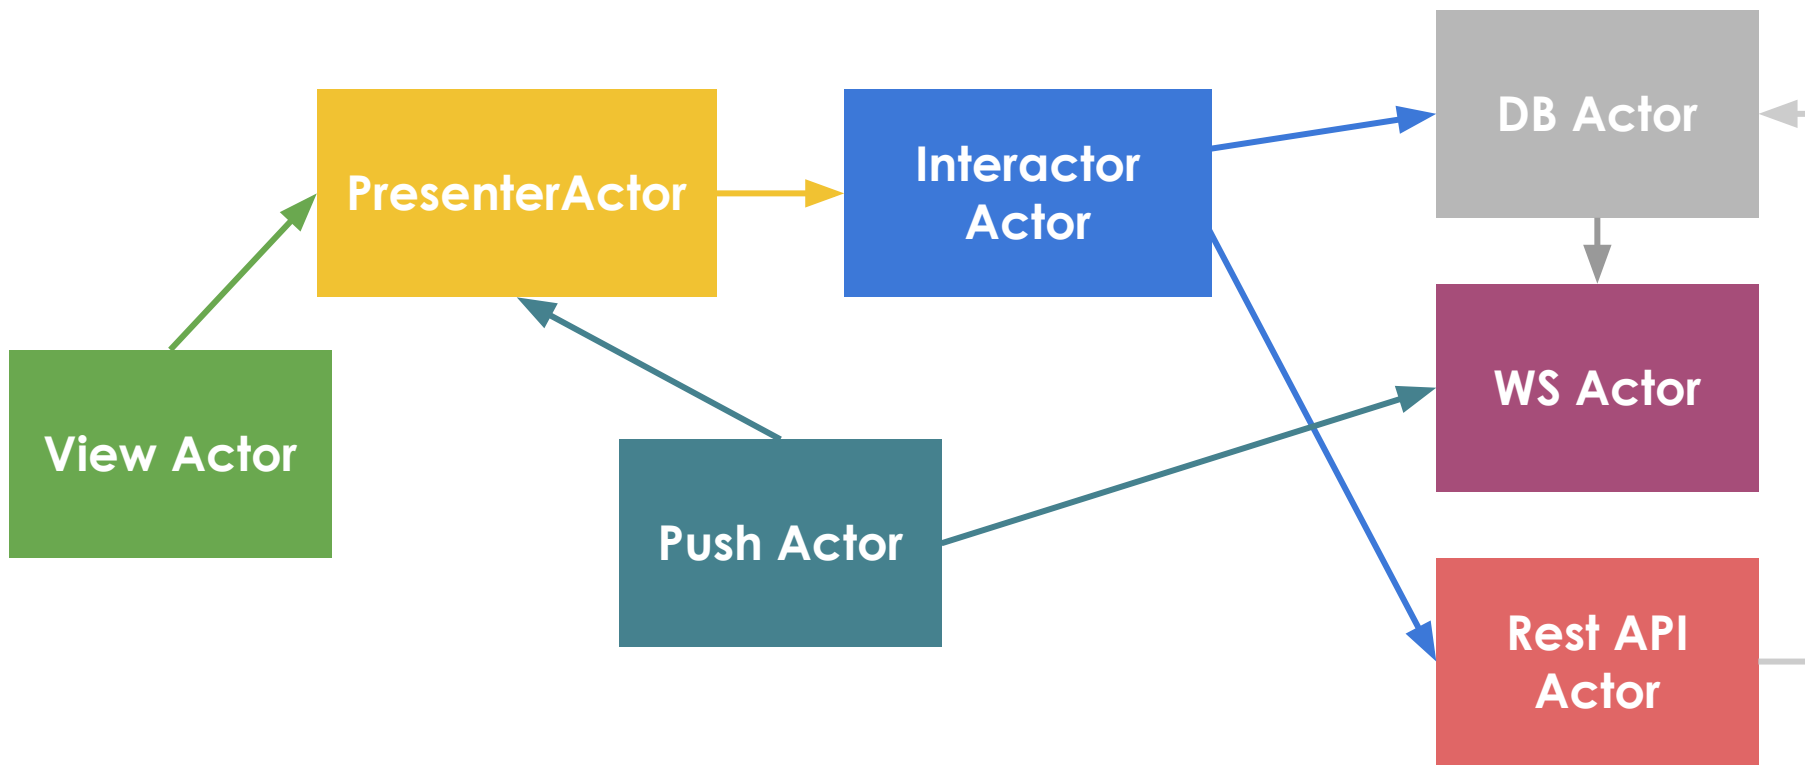 DB Actor
PresenterActor
Interactor
Actor
WS Actor
View Actor
Push Actor
Rest API
Actor